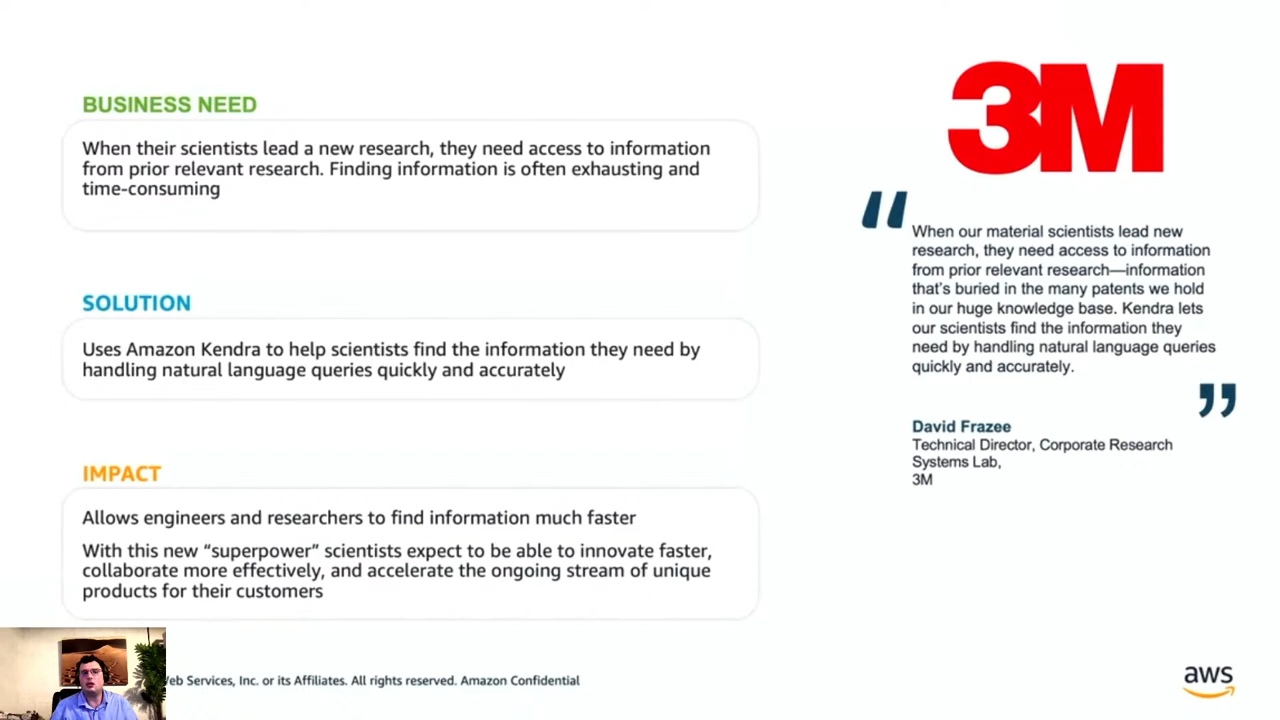 BUSINESS NEED
When their scientists lead a new research, they need access to information
from prior relevant research. Finding information is often exhausting and
time-consuming
SOLUTION
Uses Amazon Kendra to help scientists find the information they need by
handling natural language queries quickly and accurately
IMPACT
Allows engineers and researchers to find information much faster
With this new “superpower” scientists expect to be able to innovate faster,
collaborate more effectively, and accelerate the ongoing stream of unique
products for their customers
3M
“
When our material scientists lead new
research, they need access to information
from prior relevant research—information
that’s buried in the many patents we hold
in our huge knowledge base. Kendra lets
our scientists find the information they
need by handling natural language queries
quickly and accurately.
”
David Frazee
Technical Director, Corporate Research
Systems Lab,
3M
Services, Inc. or its Affiliates. All rights reserved. Amazon Confidential
aws